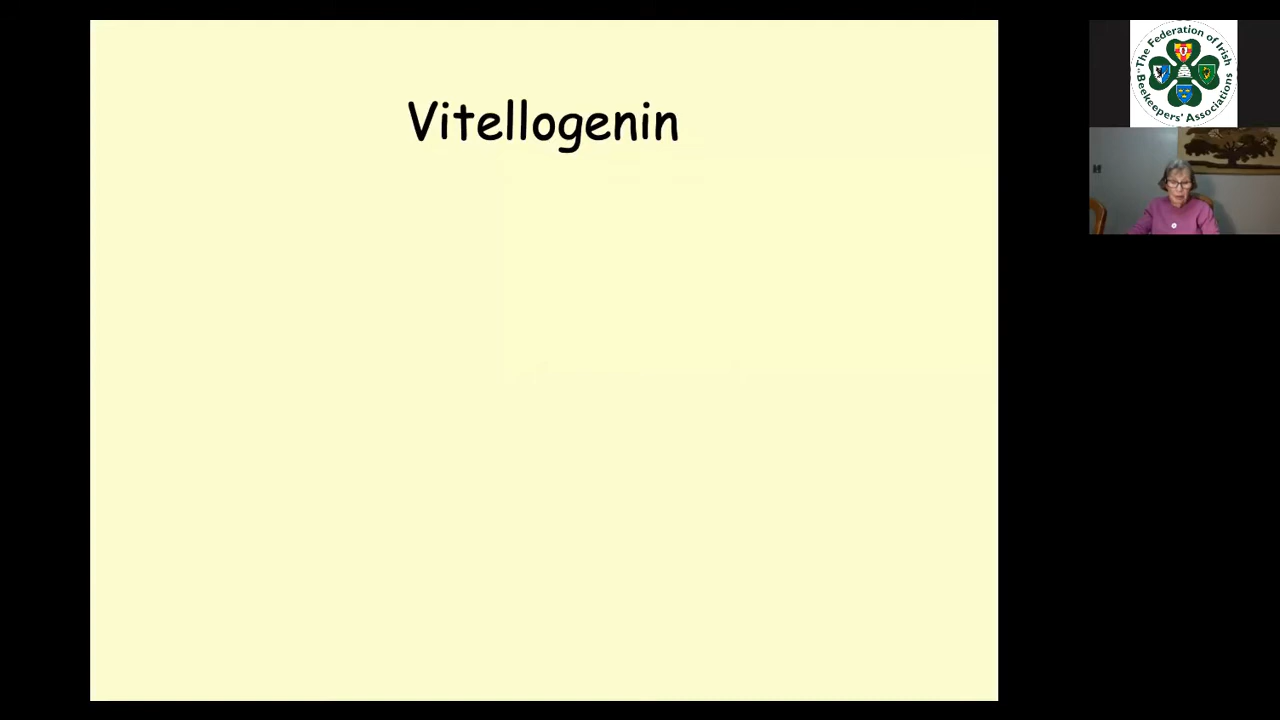 Vitellogenin
"The Federation of Irish
Beekeepers' Associations"